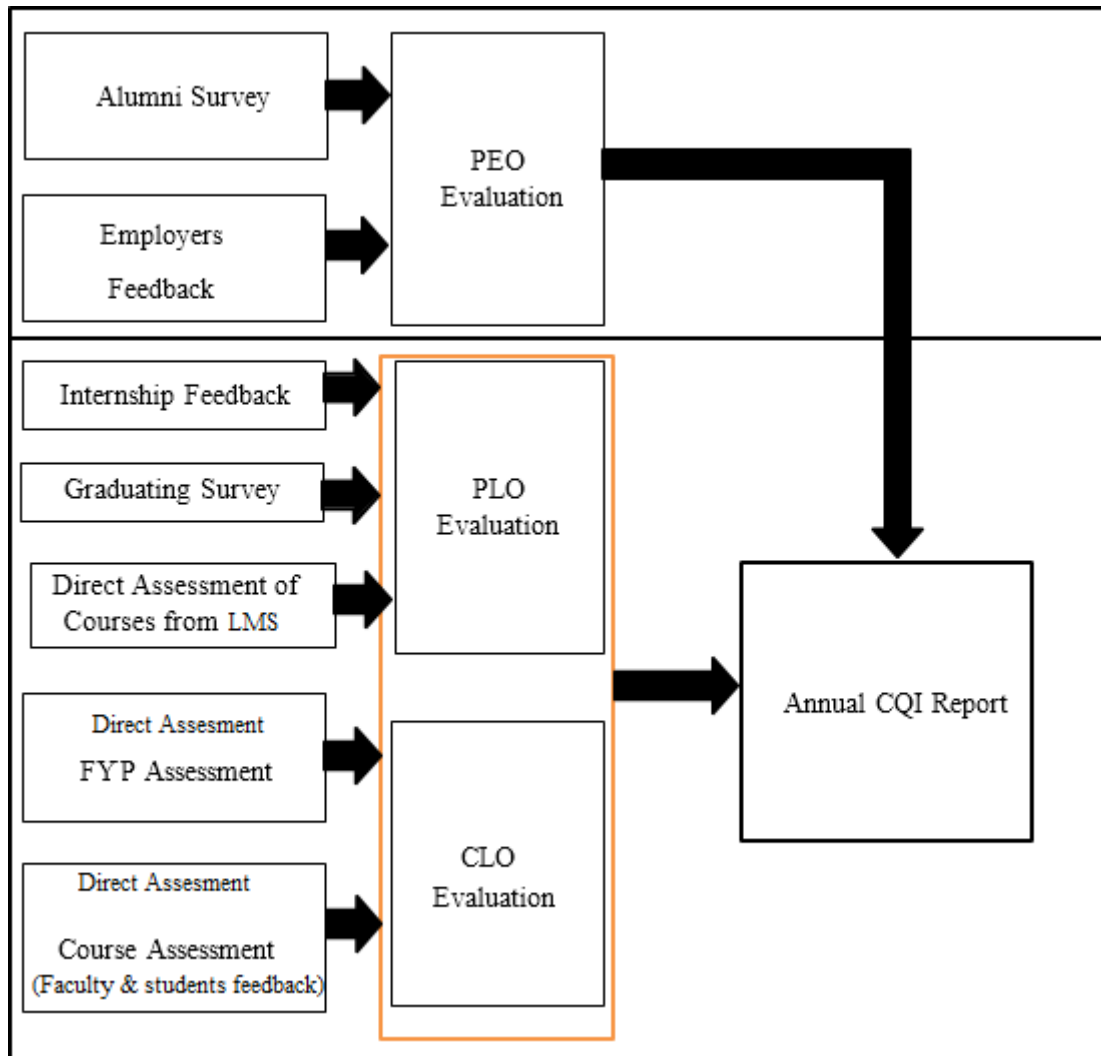 Alumni Survey
PEO
Evaluation
Employers
Feedback
Internship Feedback
Graduating Survey
PLO
Evaluation
Direct Assessment of
Courses from LMS
Direct Assesment
FYP Assessment
Annual CQI Report
CLO
Evaluation
Direct Assesment
Course Assessment
(Faculty & students feedback)